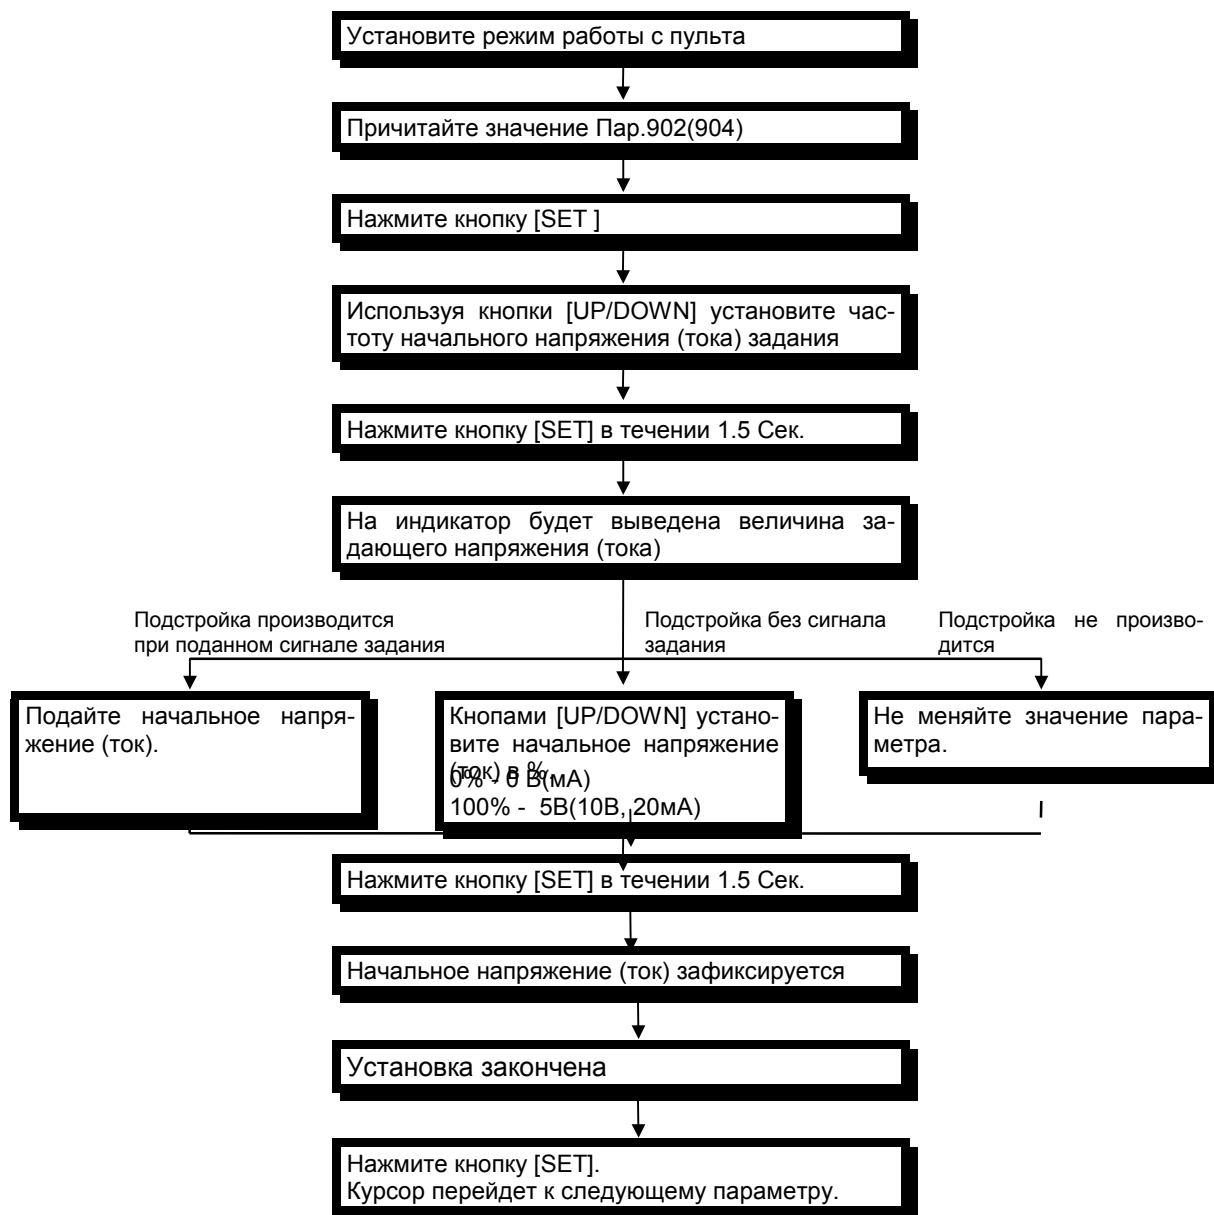 Установите режим работы с пульта
Причитайте значение Пар.902(904)
Нажмите кнопку [SET ]
Используя кнопки [UP/DOWN] установите час-
тоту начального напряжения (тока) задания
Нажмите кнопку [SET] в течении 1.5 Сек.
На индикатор будет выведена величина за-
дающего напряжения (тока)
Подстройка производится
при поданном сигнале задания
Подстройка без сигнала
задания
Подстройка не произво-
дится
Подайте начальное напря-
жение (ток).
Кнопами [UP/DOWN] устано-
вите начальное напряжение
(ток) в %.
0% - 0 В(мА)
100% - 5В(10В, 20мА)
Не меняйте значение пара-
метра.
Нажмите кнопку [SET] в течении 1.5 Сек.
Начальное напряжение (ток) зафиксируется
Установка закончена
Нажмите кнопку [SET].
Курсор перейдет к следующему параметру.